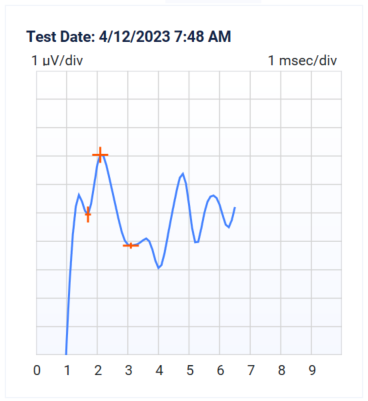 Test Date: 4/12/2023 7:48 AM
1 µV/div 1 msec/div
0 1 2 3 4 5 6 7 8 9